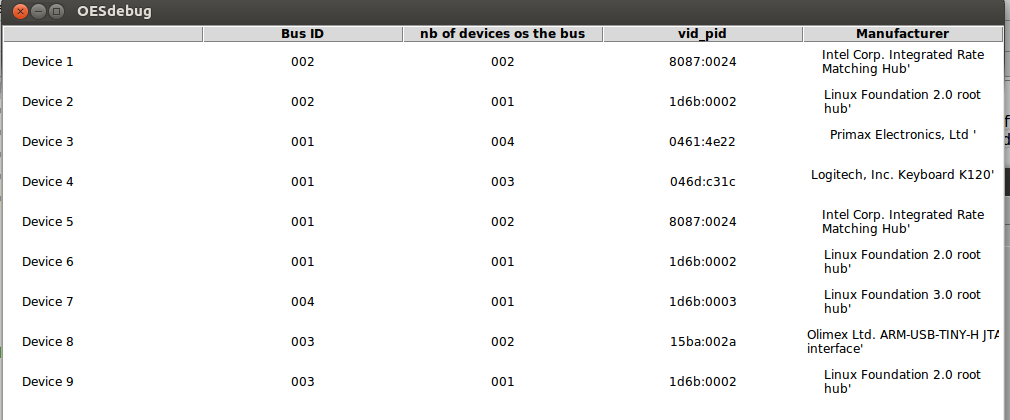 OESdebug
Bus ID nb of devices os the bus vid_pid Manufacturer
Device 1 002 002 8087:0024 Intel Corp. Integrated Rate
Matching Hub'
Device 2 002 001 1d6b:0002 Linux Foundation 2.0 root
hub'
Device 3 001 004 0461:4e22 Primax Electronics, Ltd '
Device 4 001 003 046d:c31c Logitech, Inc. Keyboard K120'
Device 5 001 002 8087:0024 Intel Corp. Integrated Rate
Matching Hub'
Device 6 001 001 1d6b:0002 Linux Foundation 2.0 root
hub'
Device 7 004 001 1d6b:0003 Linux Foundation 3.0 root
hub'
Device 8 003 002 15ba:002a Olimex Ltd. ARM-USB-TINY-H JTA
interface'
Device 9 003 001 1d6b:0002 Linux Foundation 2.0 root
hub'